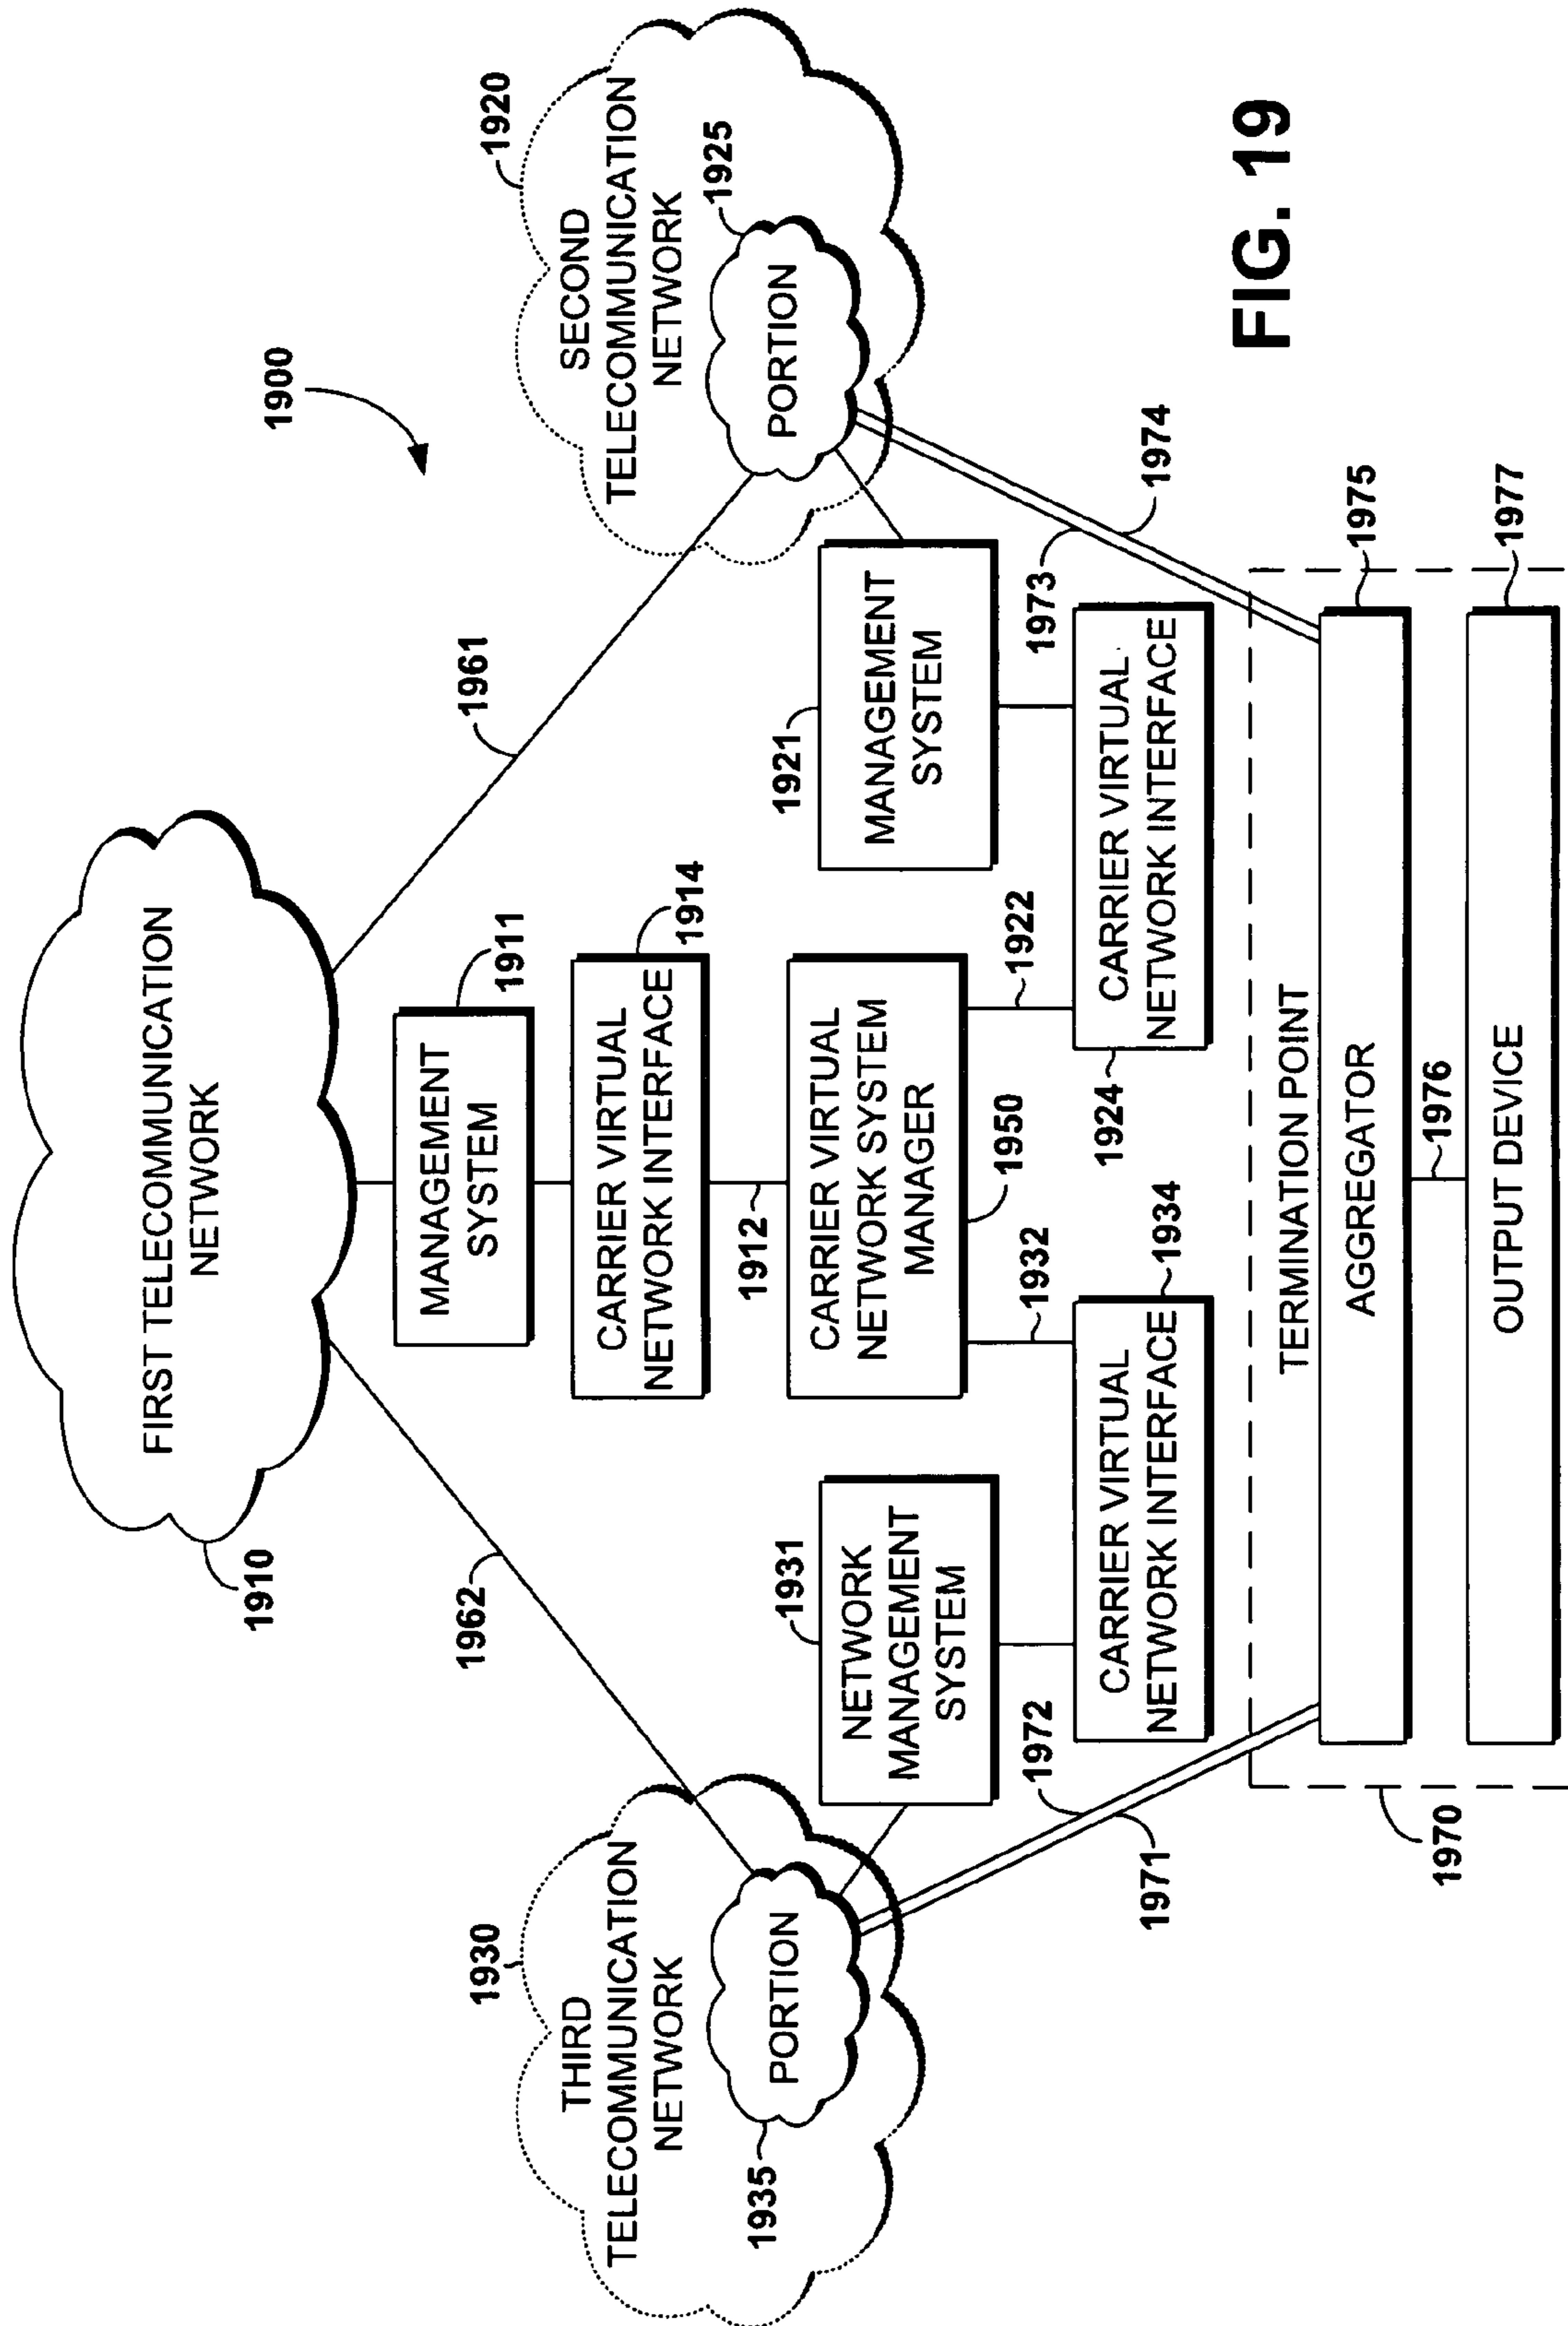 1900
FIRST TELECOMMUNICATION
NETWORK
1910
1962
1961
MANAGEMENT
SYSTEM
1911
CARRIER VIRTUAL
NETWORK INTERFACE
1914
1912
CARRIER VIRTUAL
NETWORK SYSTEM
MANAGER
1950
1932
1922
1930
THIRD
TELECOMMUNICATION
NETWORK
PORTION
1935
1920
SECOND
TELECOMMUNICATION
NETWORK
1925
PORTION
1931
NETWORK
MANAGEMENT
SYSTEM
1921
MANAGEMENT
SYSTEM
CARRIER VIRTUAL
NETWORK INTERFACE
1934
1924
CARRIER VIRTUAL
NETWORK INTERFACE
1972
1971
1973
1974
1970
TERMINATION POINT
AGGREGATOR
1975
1976
OUTPUT DEVICE
1977
FIG. 19